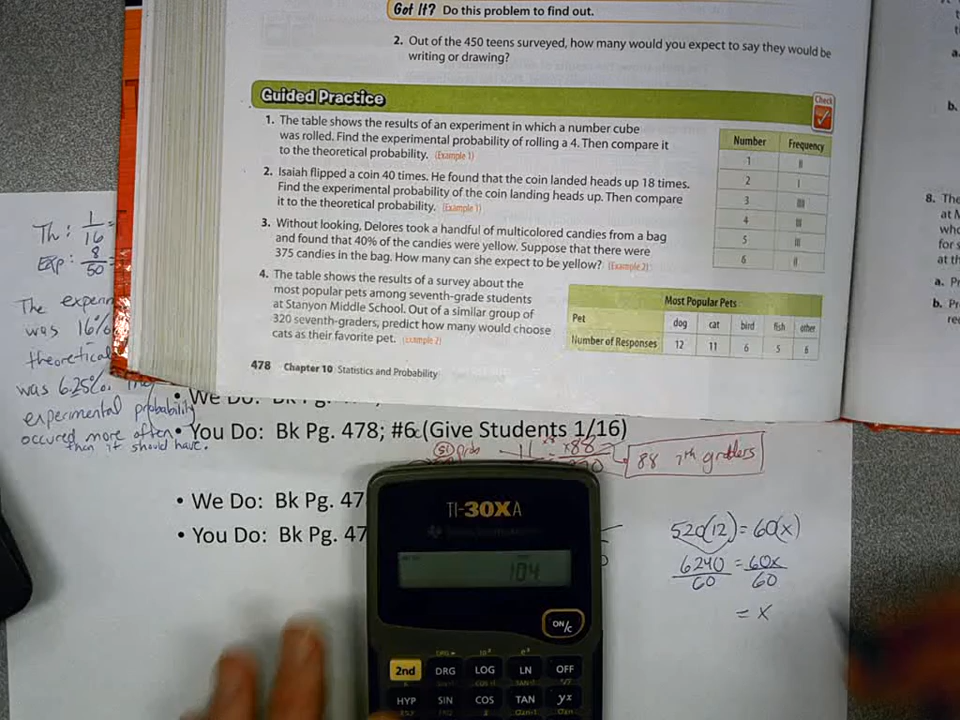 Got It? Do this problem to find out.
2. Out of the 450 teens surveyed, how many would you expect to say they would be
writing or drawing?
Guided Practice
Check
1. The table shows the results of an experiment in which a number cube
was rolled. Find the experimental probability of rolling a 4. Then compare it
to the theoretical probability. (Example 1)
2. Isaiah flipped a coin 40 times. He found that the coin landed heads up 18 times.
Find the experimental probability of the coin landing heads up. Then compare
it to the theoretical probability. (Example 1)
3. Without looking, Delores took a handful of multicolored candies from a bag
and found that 40% of the candies were yellow. Suppose that there were
375 candies in the bag. How many can she expect to be yellow? (Example 2)
4. The table shows the results of a survey about the
most popular pets among seventh-grade students
at Stanyon Middle School. Out of a similar group of
320 seventh-graders, predict how many would choose
cats as their favorite pet. (Example 2)
Number Frequency
1
2
3
4
5
6
Most Popular Pets
Pet dog cat bird fish other
Number of Responses 12 11 6 5 6
478 Chapter 10 Statistics and Probability
b.
8. The
at M
who
for s
at th
a. Pr
b. Pr
Th: 1/16 =
Exp: 8/50 =
The experim
was 16%
theoretical
was 6.25%. The
experimental probability
occured more often
than it should have.
• You Do: Bk Pg. 478; #6 (Give Students 1/16)
88 7th graders
• We Do: Bk Pg. 47
• You Do: Bk Pg. 47
520(12) = 60(x)
6240 = 60x
60 60
= x
TI-30XA
104
ON/C
2nd DRG LOG LN OFF
HYP SIN COS TAN yx